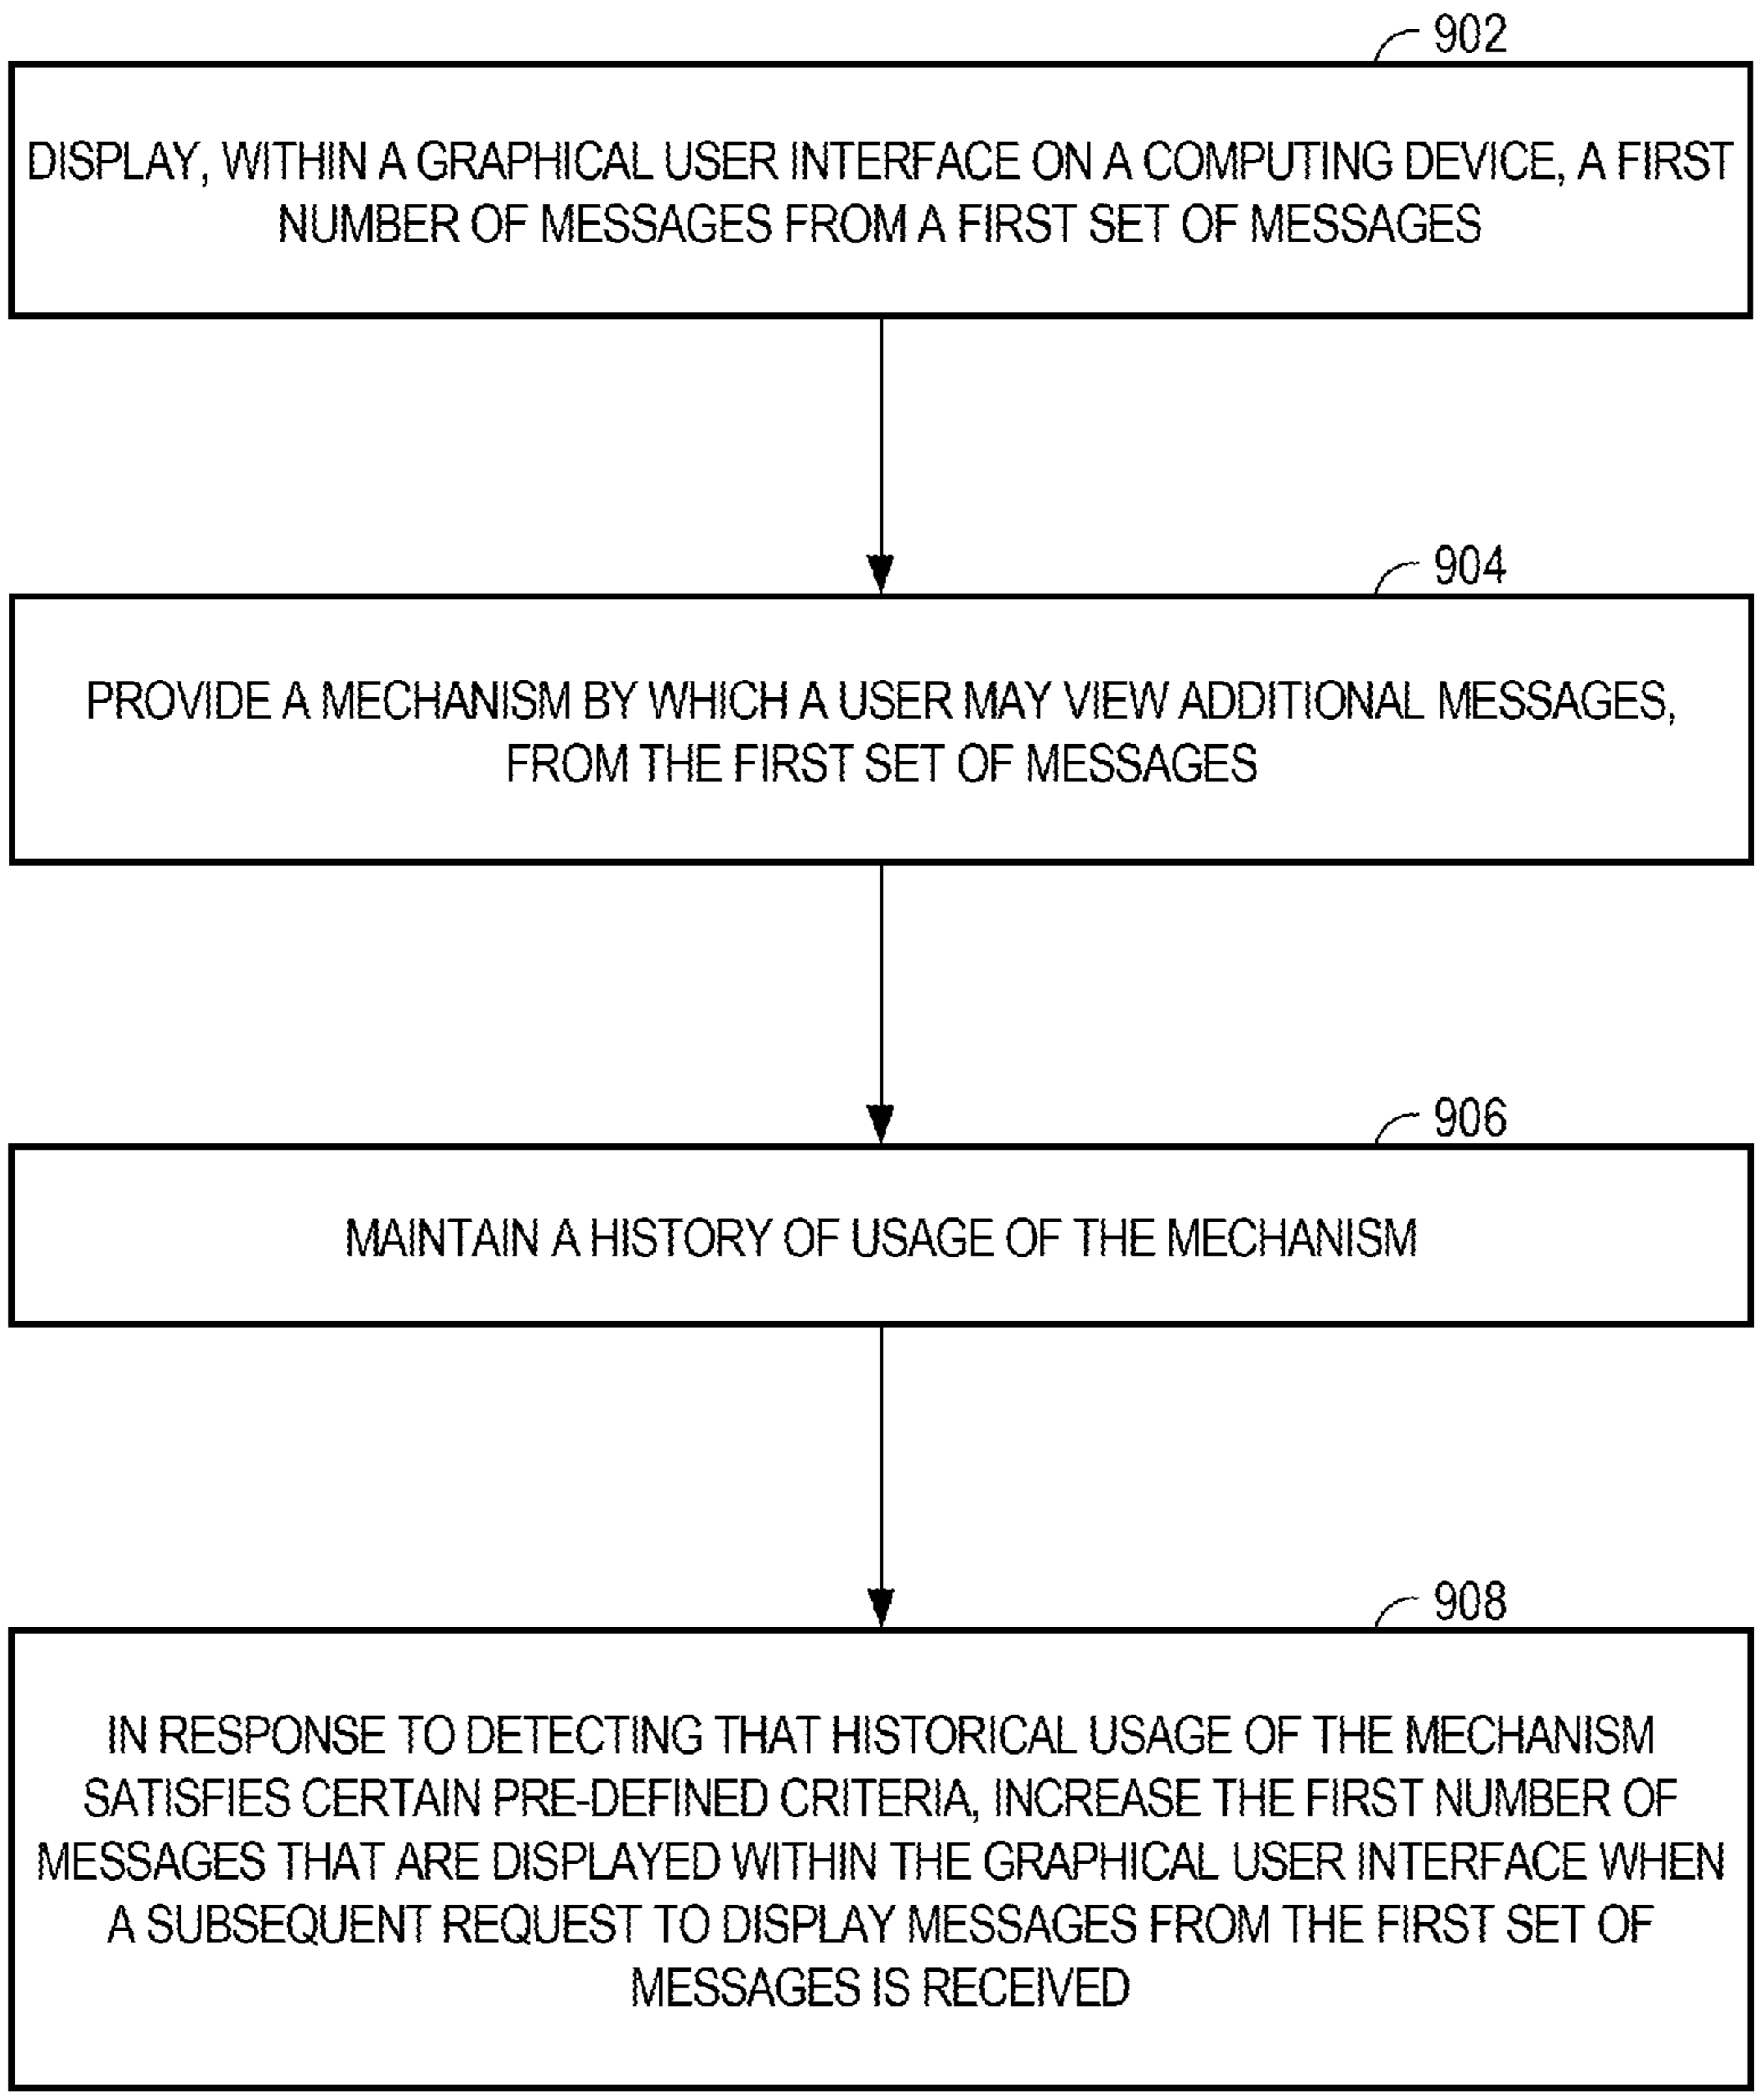 902
DISPLAY, WITHIN A GRAPHICAL USER INTERFACE ON A COMPUTING DEVICE, A FIRST
NUMBER OF MESSAGES FROM A FIRST SET OF MESSAGES
904
PROVIDE A MECHANISM BY WHICH A USER MAY VIEW ADDITIONAL MESSAGES,
FROM THE FIRST SET OF MESSAGES
906
MAINTAIN A HISTORY OF USAGE OF THE MECHANISM
908
IN RESPONSE TO DETECTING THAT HISTORICAL USAGE OF THE MECHANISM
SATISFIES CERTAIN PRE-DEFINED CRITERIA, INCREASE THE FIRST NUMBER OF
MESSAGES THAT ARE DISPLAYED WITHIN THE GRAPHICAL USER INTERFACE WHEN
A SUBSEQUENT REQUEST TO DISPLAY MESSAGES FROM THE FIRST SET OF
MESSAGES IS RECEIVED